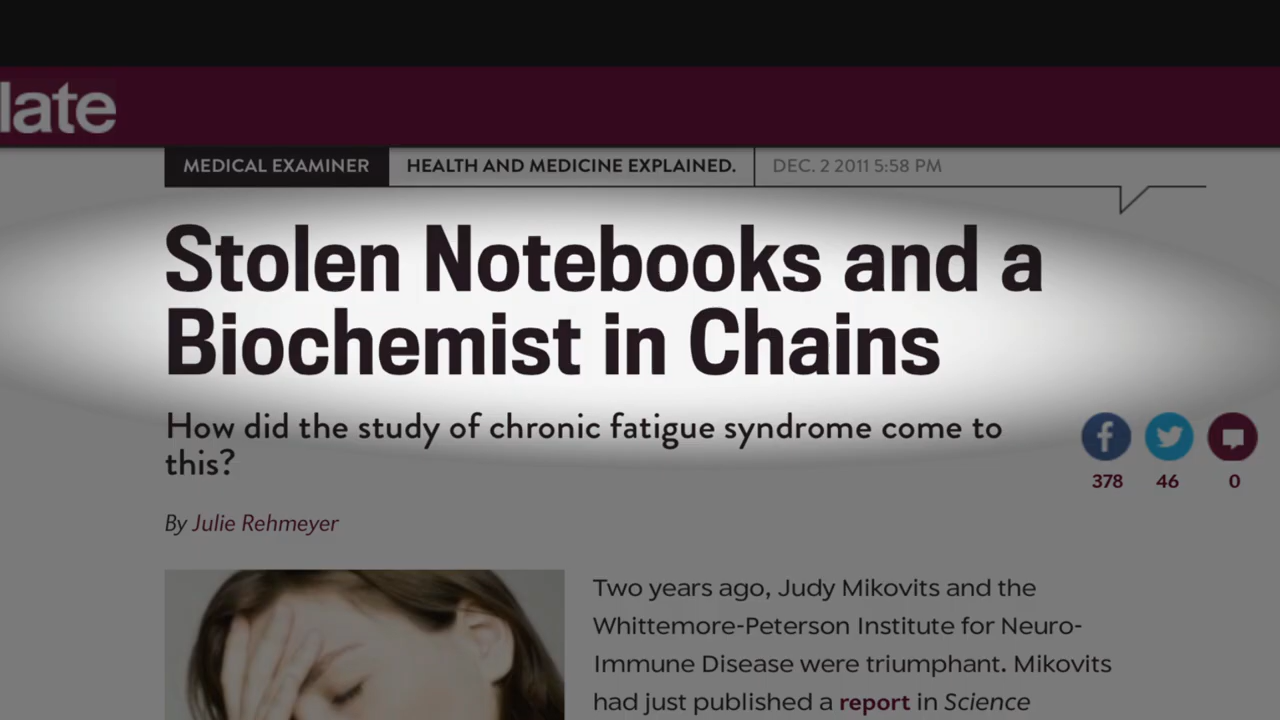 late
MEDICAL EXAMINER HEALTH AND MEDICINE EXPLAINED. DEC. 2 2011 5:58 PM
Stolen Notebooks and a
Biochemist in Chains
How did the study of chronic fatigue syndrome come to
this?
378 46 0
By Julie Rehmeyer
Two years ago, Judy Mikovits and the
Whittemore-Peterson Institute for Neuro-
Immune Disease were triumphant. Mikovits
had just published a report in Science